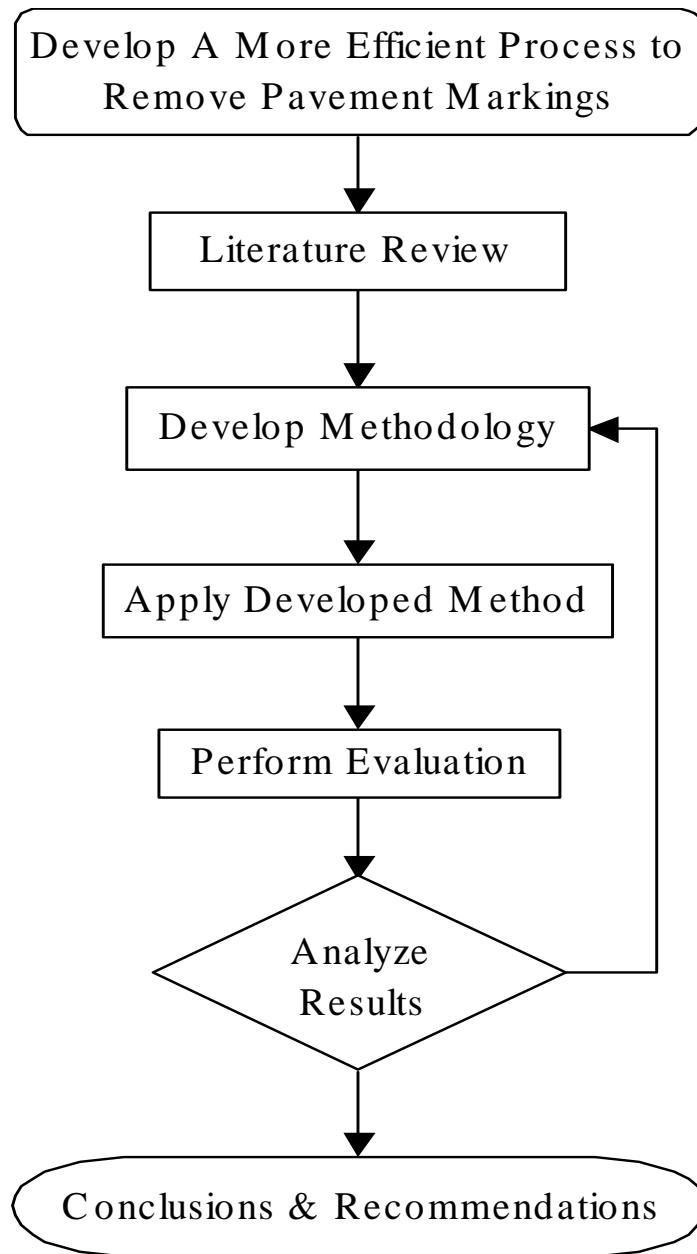 Develop A More Efficient Process to
Remove Pavement Markings
Literature Review
Develop Methodology
Apply Developed Method
Perform Evaluation
Analyze
Results
Conclusions & Recommendations